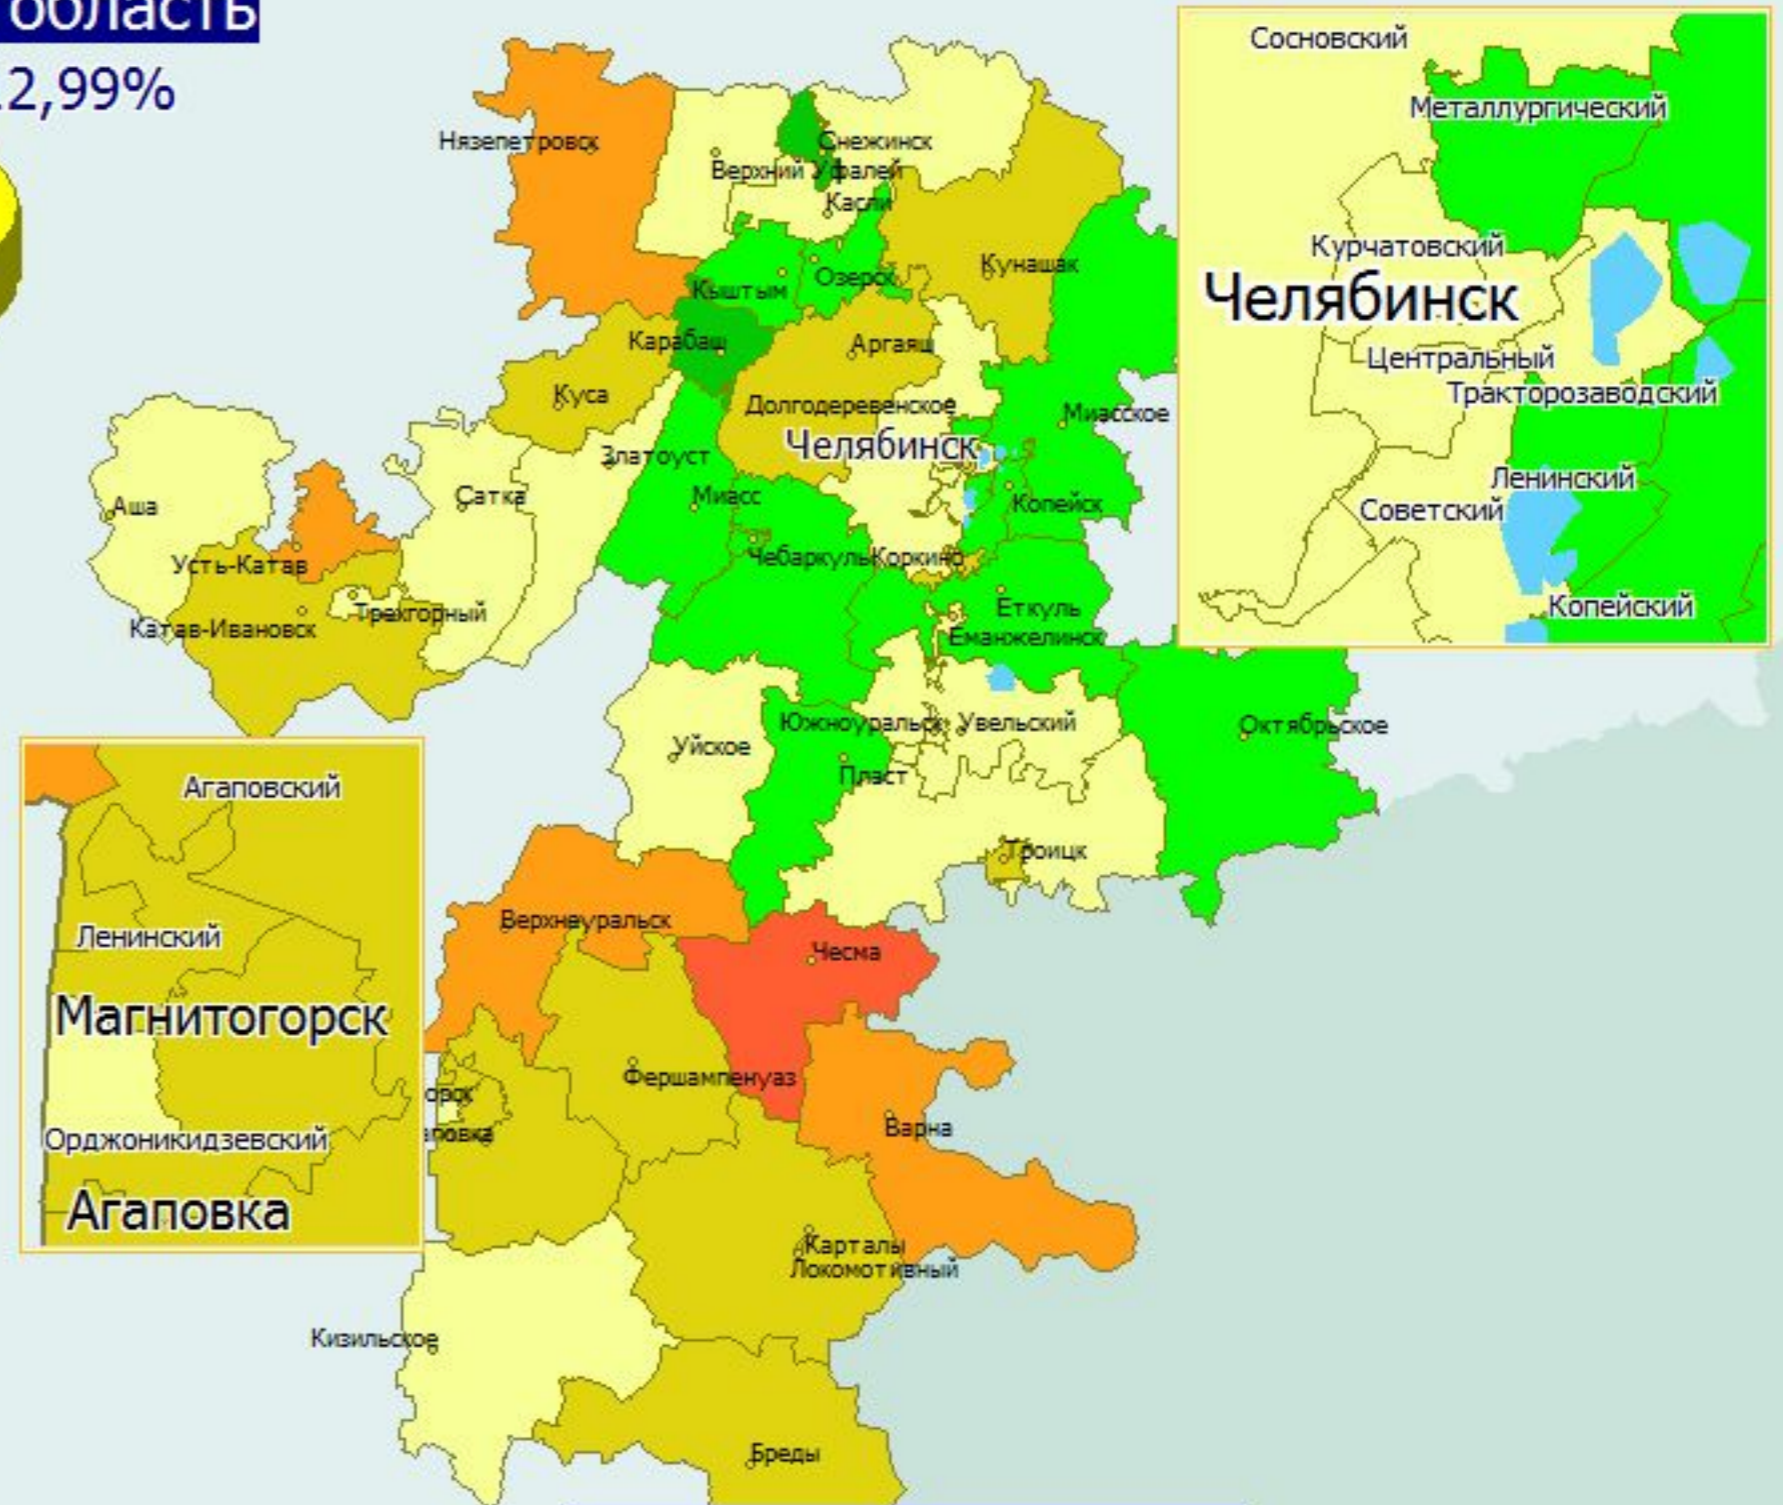 область
2,99%
Сосновский
Металлургический
Курчатовский
Челябинск
Центральный
Тракторозаводский
Ленинский
Советский
Копейский
Нязепетровск
Снежинск
Верхний Уфалей
Касли
Кунашак
Озерск
Кыштым
Карабаш
Аргаяш
Куса
Долгодеревенское
Миасское
Челябинск
Златоуст
Сатка
Миасс
Копейск
Аша
Чебаркуль
Коркино
Усть-Катав
Еткуль
Трехгорный
Катав-Ивановск
Еманжелинск
Южноуральск
Увельский
Октябрьское
Уйское
Пласт
Троицк
Агаповский
Ленинский
Магнитогорск
Орджоникидзевский
Агаповка
Верхнеуральск
Чесма
Фершампенуаз
орск
аповка
Варна
Карталы
Локомотивный
Кизильское
Бреды